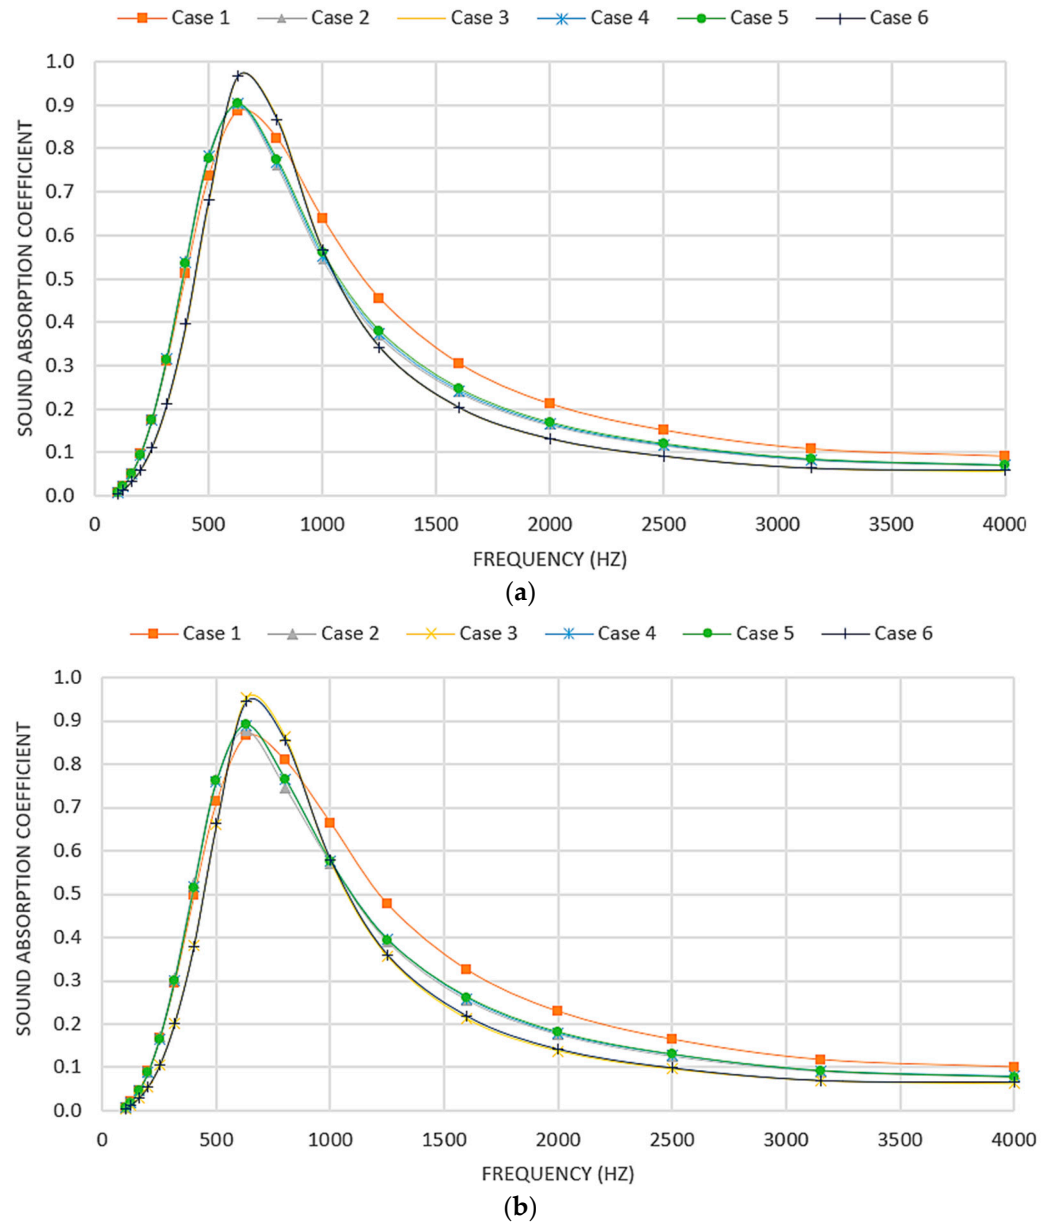 Case 1 Case 2 Case 3 Case 4 Case 5 Case 6
1.0
0.9
0.8
0.7
0.6
0.5
0.4
0.3
0.2
0.1
0.0
SOUND ABSORPTION COEFFICIENT
0 500 1000 1500 2000 2500 3000 3500 4000
FREQUENCY (HZ)
(a)
Case 1 Case 2 Case 3 Case 4 Case 5 Case 6
1.0
0.9
0.8
0.7
0.6
0.5
0.4
0.3
0.2
0.1
0.0
SOUND ABSORPTION COEFFICIENT
0 500 1000 1500 2000 2500 3000 3500 4000
FREQUENCY (HZ)
(b)